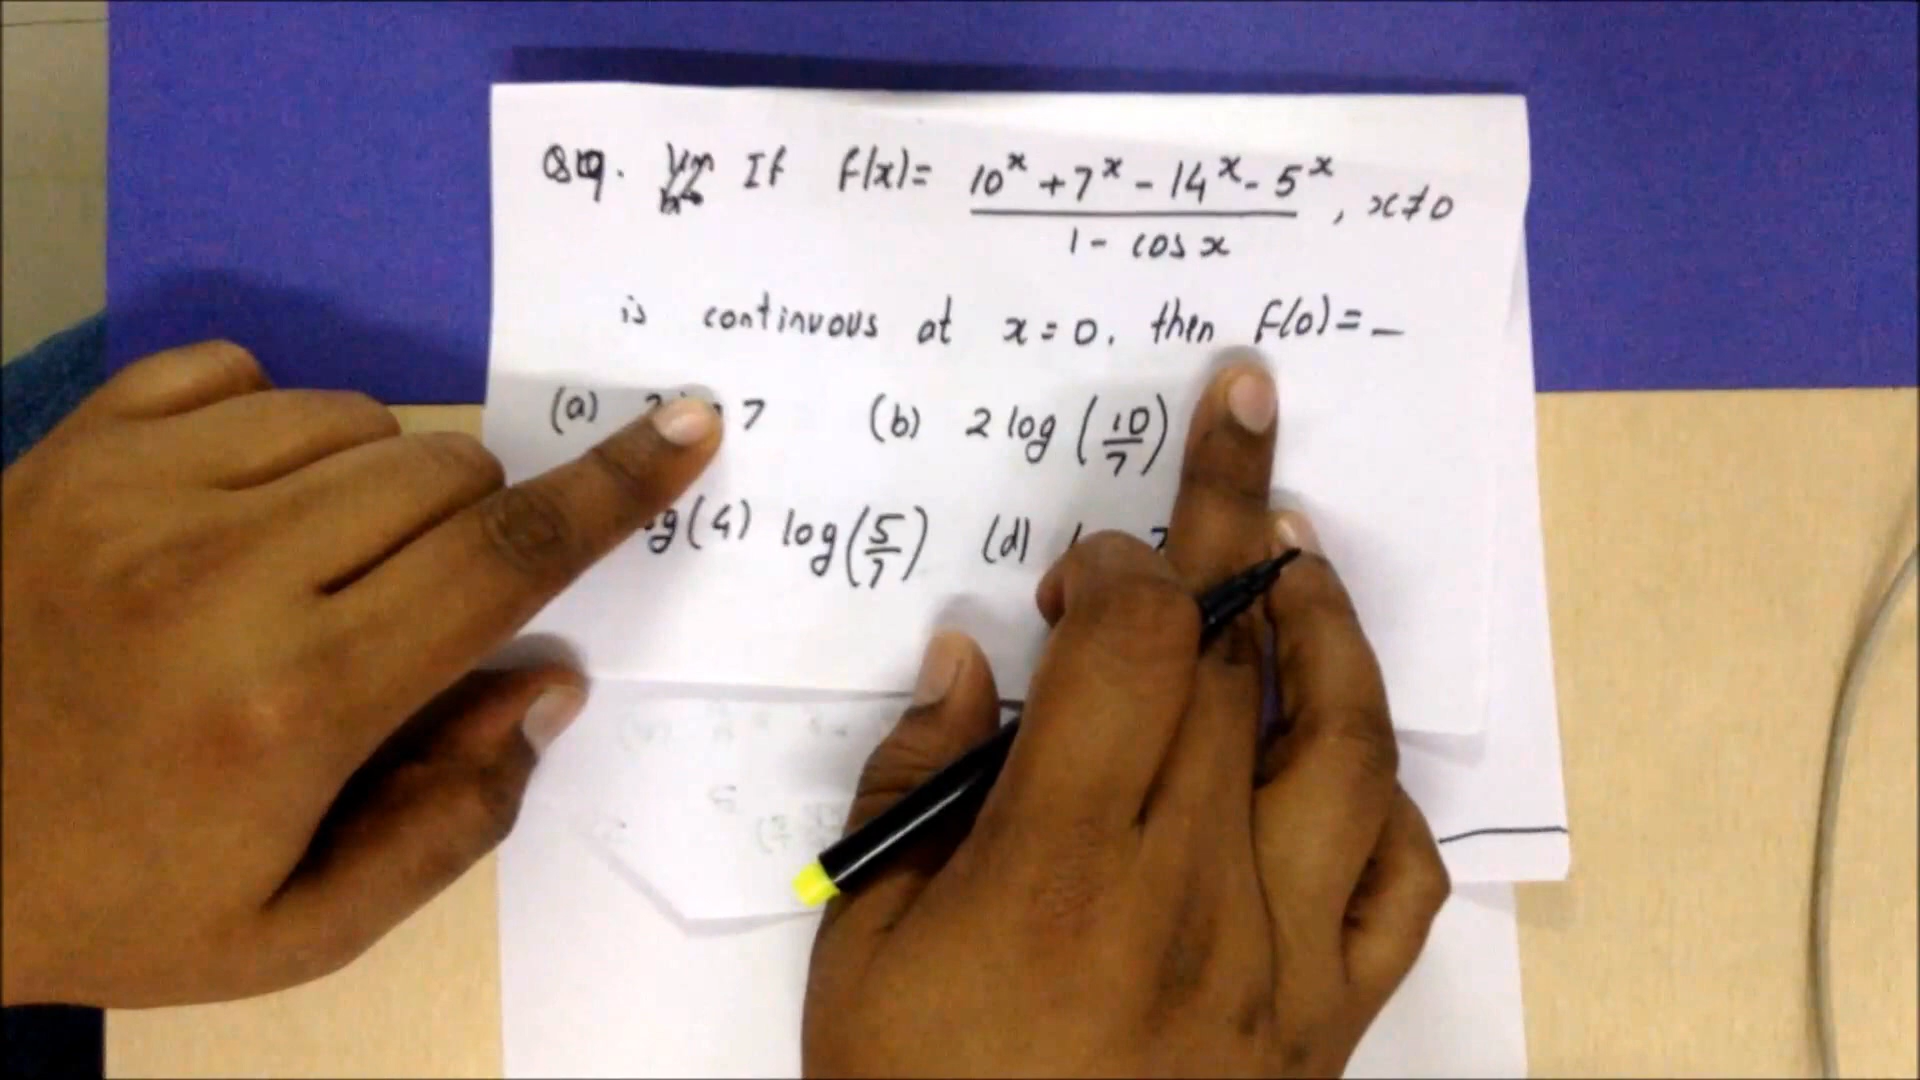 Q19. If f(x) = 10^x + 7^x - 14^x - 5^x / 1 - cos x , x ≠ 0
is continuous at x = 0. then f(0) = _
(a) 7 (b) 2 log (10/7)
(4) log (5/7) (d)